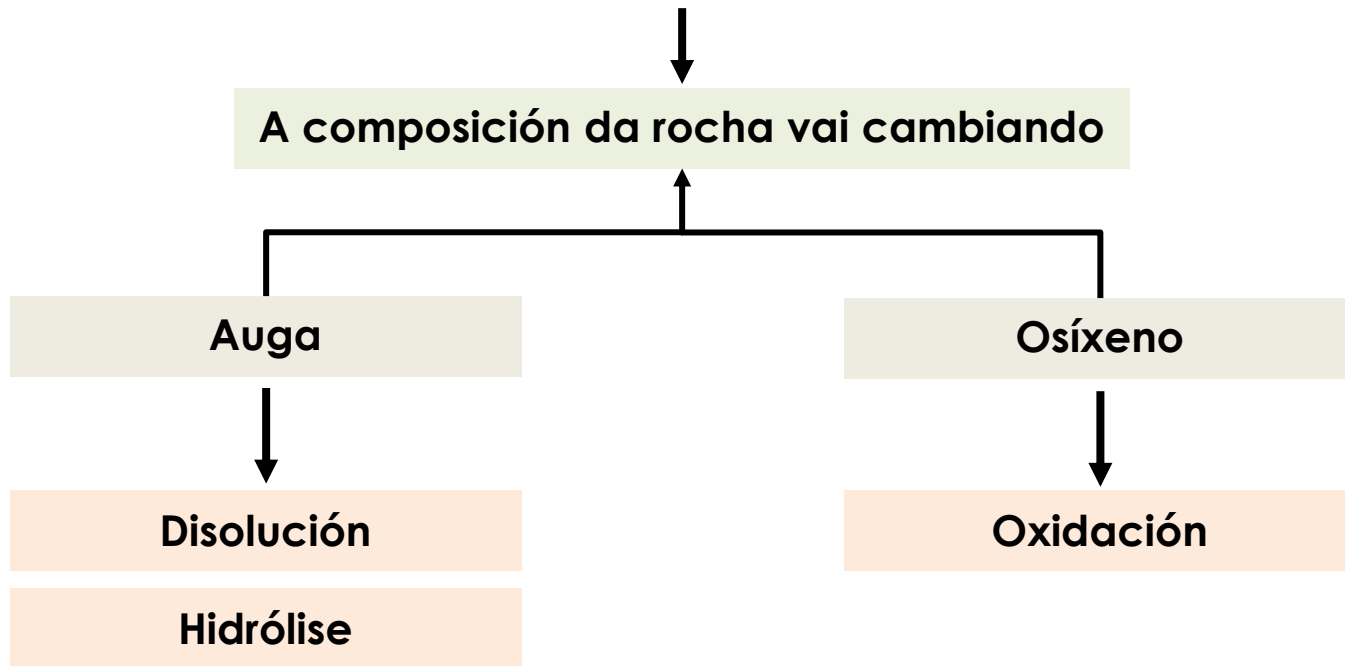 A composición da rocha vai cambiando
Auga
Osíxeno
Disolución
Oxidación
Hidrólise